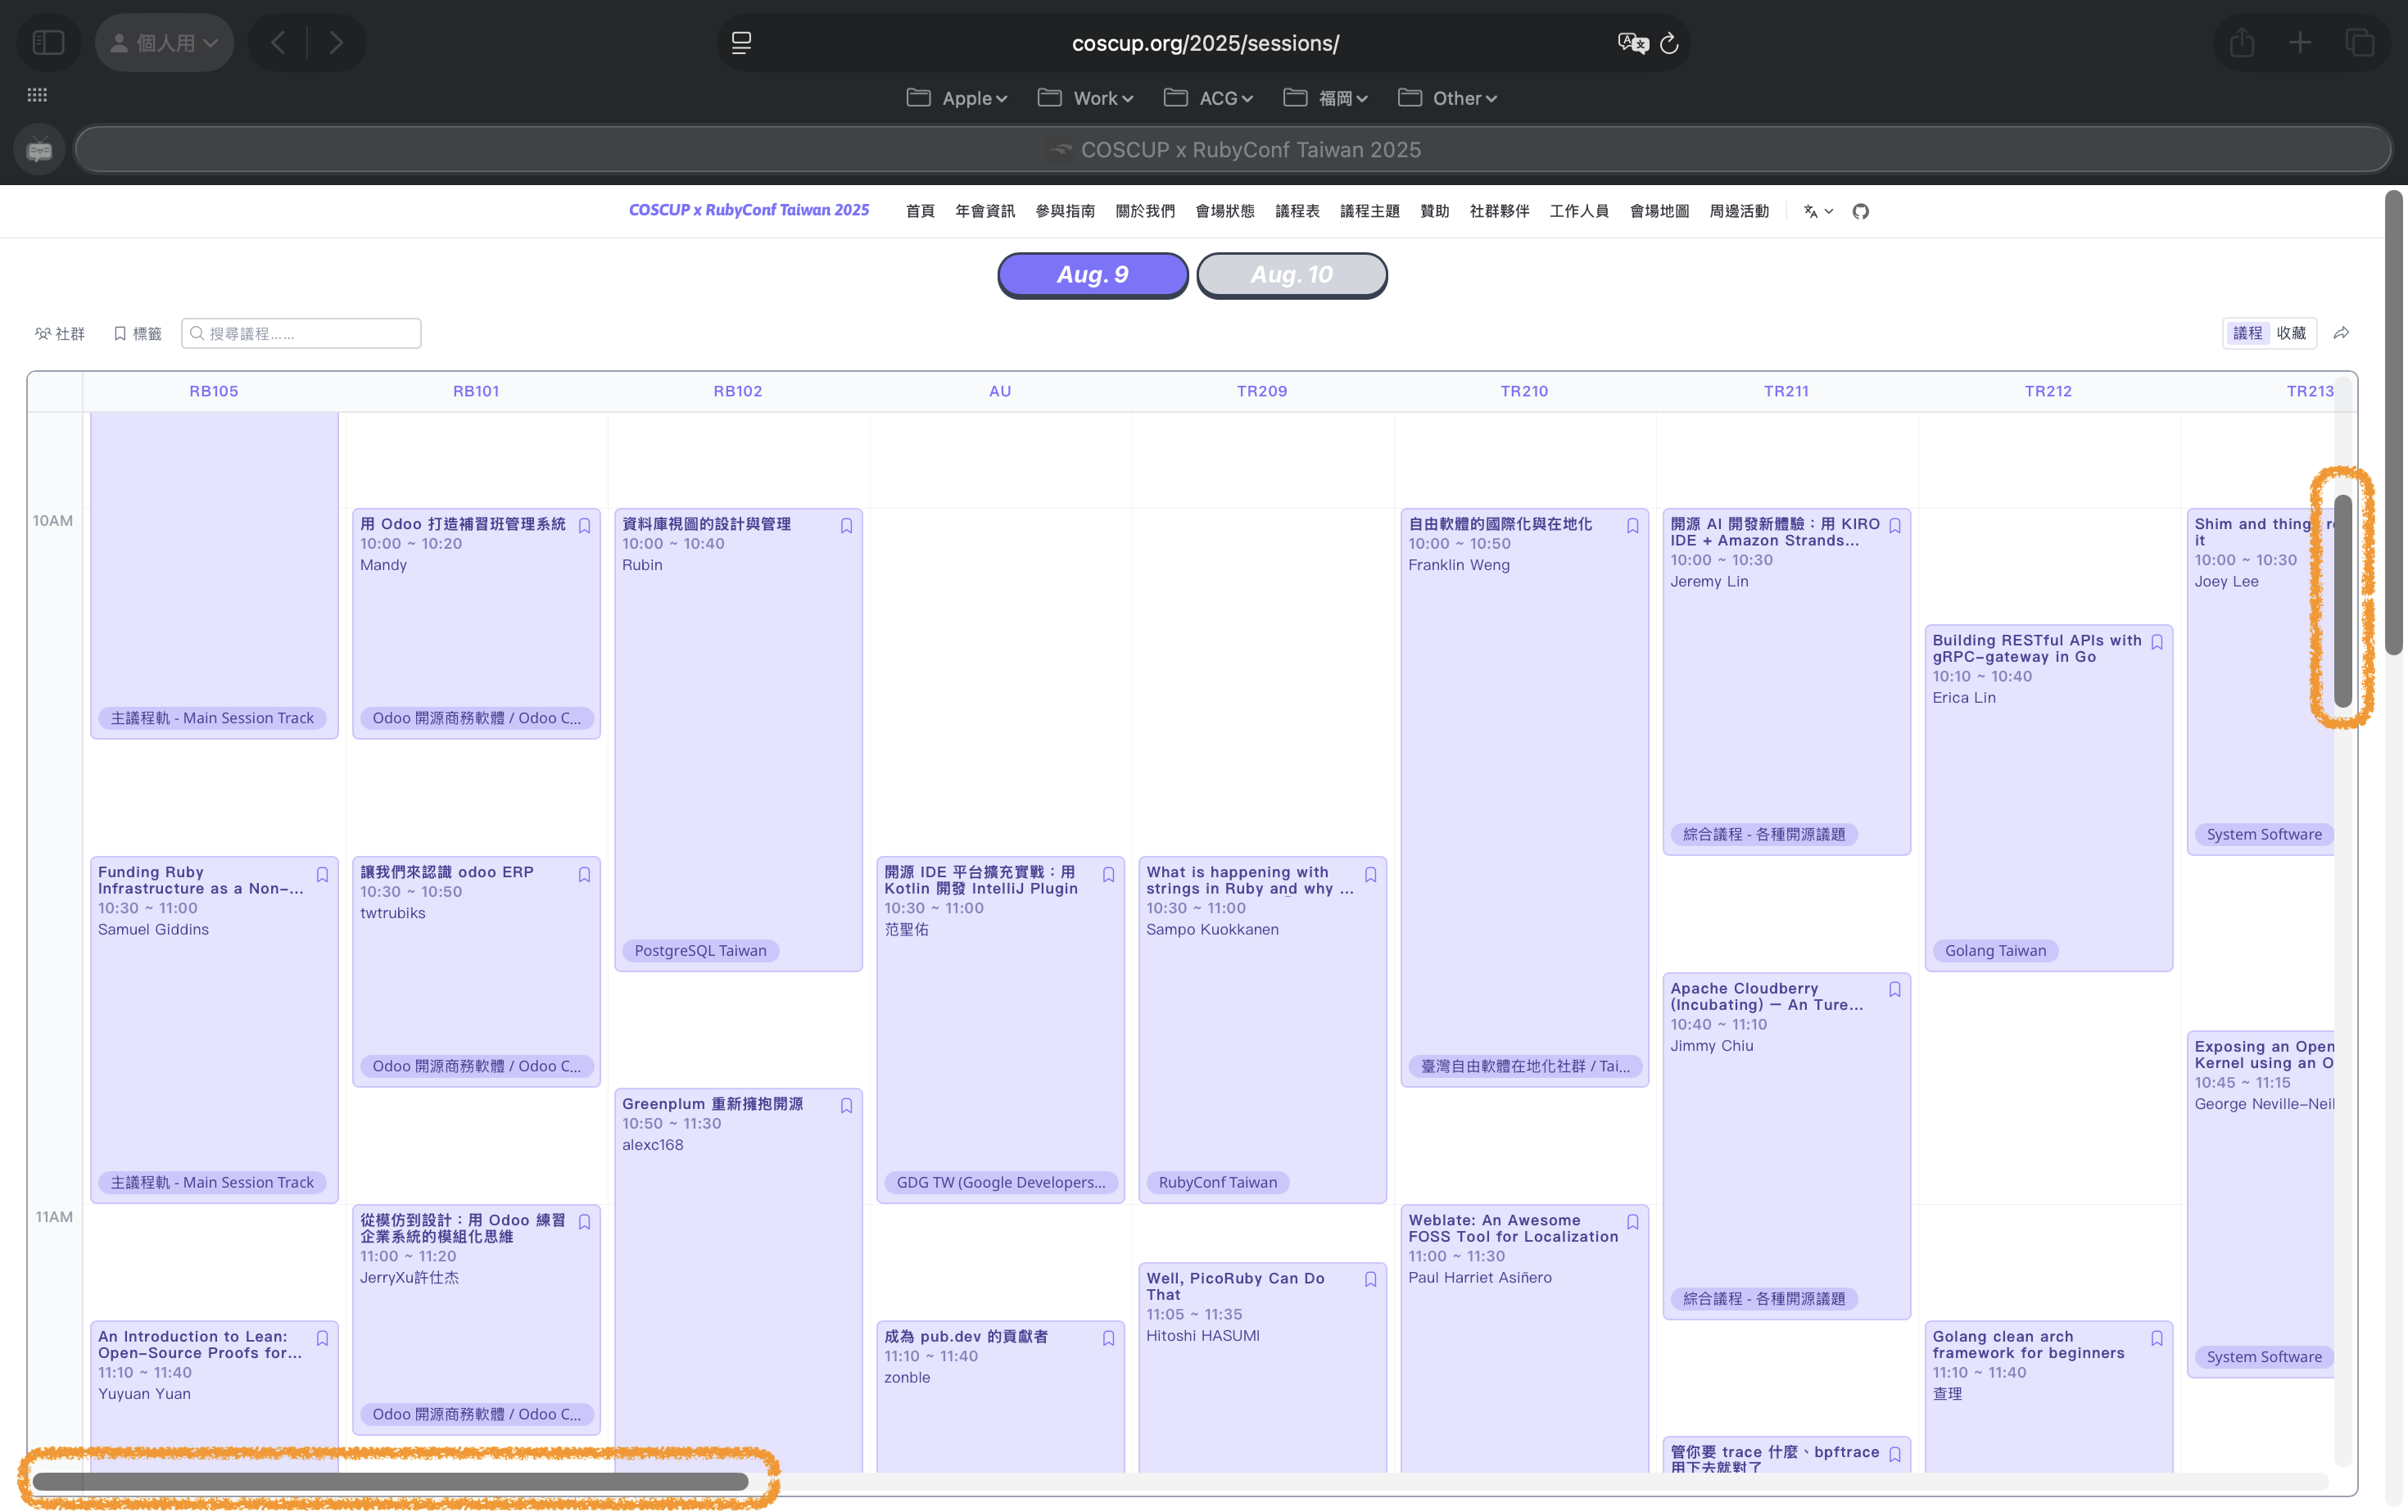 個人用
coscup.org/2025/sessions/
Apple
Work
ACG
福岡
Other
COSCUP x RubyConf Taiwan 2025
COSCUP x RubyConf Taiwan 2025
首頁
年會資訊
參與指南
關於我們
會場狀態
議程表
議程主題
贊助
社群夥伴
工作人員
會場地圖
周邊活動
Aug. 9
Aug. 10
社群
標籤
搜尋議程......
議程
收藏
RB105
RB101
RB102
AU
TR209
TR210
TR211
TR212
TR213
10AM
11AM
主議程軌 - Main Session Track
Funding Ruby
Infrastructure as a Non-...
10:30 ~ 11:00
Samuel Giddins
主議程軌 - Main Session Track
An Introduction to Lean:
Open-Source Proofs for...
11:10 ~ 11:40
Yuyuan Yuan
用 Odoo 打造補習班管理系統
10:00 ~ 10:20
Mandy
Odoo 開源商務軟體 / Odoo C...
讓我們來認識 odoo ERP
10:30 ~ 10:50
twtrubiks
Odoo 開源商務軟體 / Odoo C...
從模仿到設計：用 Odoo 練習
企業系統的模組化思維
11:00 ~ 11:20
JerryXu許仕杰
Odoo 開源商務軟體 / Odoo C...
資料庫視圖的設計與管理
10:00 ~ 10:40
Rubin
PostgreSQL Taiwan
Greenplum 重新擁抱開源
10:50 ~ 11:30
alexc168
開源 IDE 平台擴充實戰：用
Kotlin 開發 IntelliJ Plugin
10:30 ~ 11:00
范聖佑
GDG TW (Google Developers...
成為 pub.dev 的貢獻者
11:10 ~ 11:40
zonble
What is happening with
strings in Ruby and why ...
10:30 ~ 11:00
Sampo Kuokkanen
RubyConf Taiwan
Well, PicoRuby Can Do
That
11:05 ~ 11:35
Hitoshi HASUMI
自由軟體的國際化與在地化
10:00 ~ 10:50
Franklin Weng
臺灣自由軟體在地化社群 / Tai...
Weblate: An Awesome
FOSS Tool for Localization
11:00 ~ 11:30
Paul Harriet Asiñero
開源 AI 開發新體驗：用 KIRO
IDE + Amazon Strands...
10:00 ~ 10:30
Jeremy Lin
綜合議程 - 各種開源議題
Apache Cloudberry
(Incubating) — An Ture...
10:40 ~ 11:10
Jimmy Chiu
綜合議程 - 各種開源議題
管你要 trace 什麼、bpftrace
用下去就對了
Building RESTful APIs with
gRPC-gateway in Go
10:10 ~ 10:40
Erica Lin
Golang Taiwan
Golang clean arch
framework for beginners
11:10 ~ 11:40
查理
Shim and thing
it
10:00 ~ 10:30
Joey Lee
System Software
Exposing an Open
Kernel using an O
10:45 ~ 11:15
George Neville-Neil
System Software